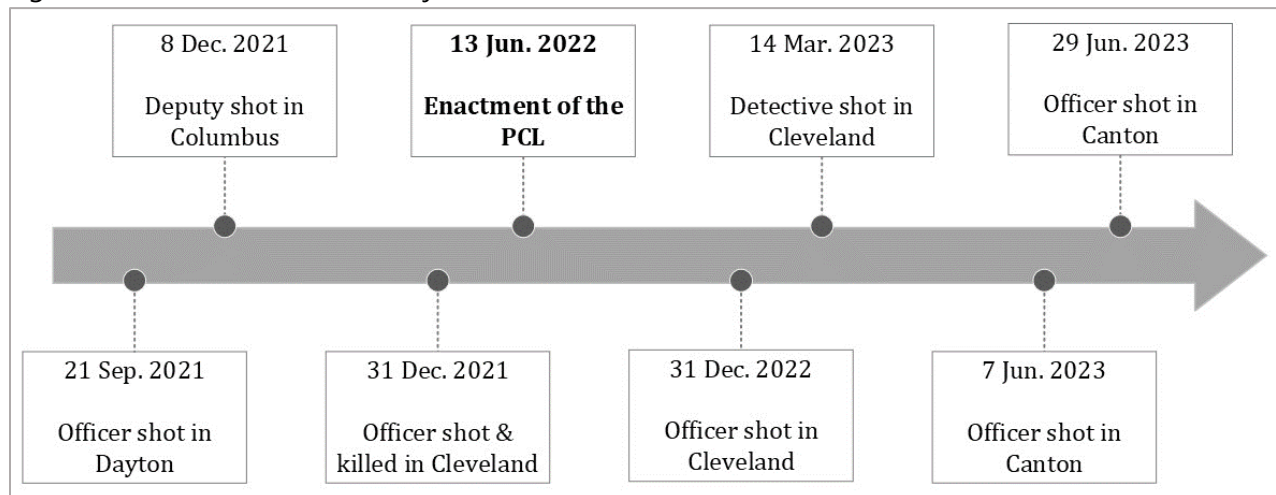 8 Dec. 2021
Deputy shot in
Columbus
13 Jun. 2022
Enactment of the
PCL
14 Mar. 2023
Detective shot in
Cleveland
29 Jun. 2023
Officer shot in
Canton
21 Sep. 2021
Officer shot in
Dayton
31 Dec. 2021
Officer shot &
killed in Cleveland
31 Dec. 2022
Officer shot in
Cleveland
7 Jun. 2023
Officer shot in
Canton